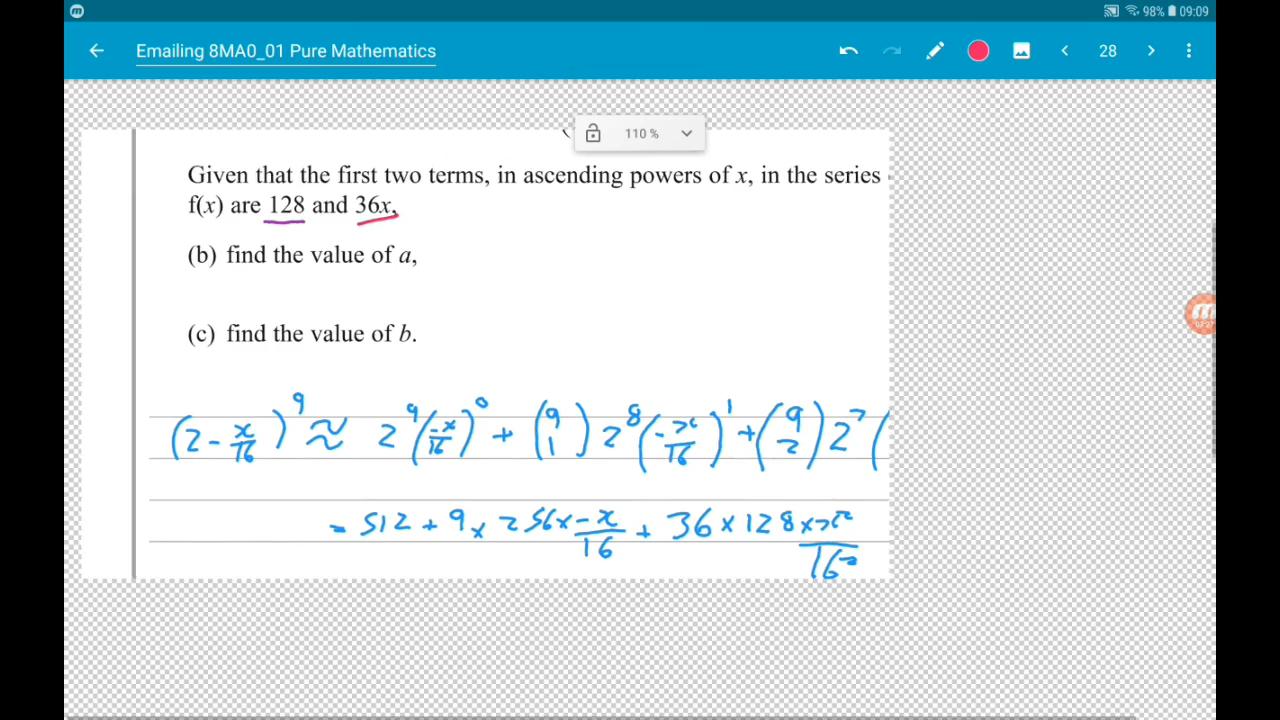 98% 09:09
Emailing 8MA0_01 Pure Mathematics 28
110 %
Given that the first two terms, in ascending powers of x, in the series
f(x) are 128 and 36x,
(b) find the value of a,
(c) find the value of b.
(2 - x/16)^9 ≈ 2^9 (-x/16)^0 + (9 1) 2^8 (-x/16)^1 + (9 2) 2^7 (
= 512 + 9 × 256 × -x/16 + 36 × 128 × x²/16²